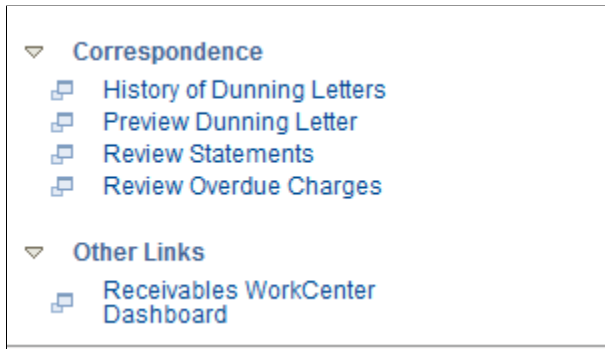 Correspondence
History of Dunning Letters
Preview Dunning Letter
Review Statements
Review Overdue Charges
Other Links
Receivables WorkCenter
Dashboard